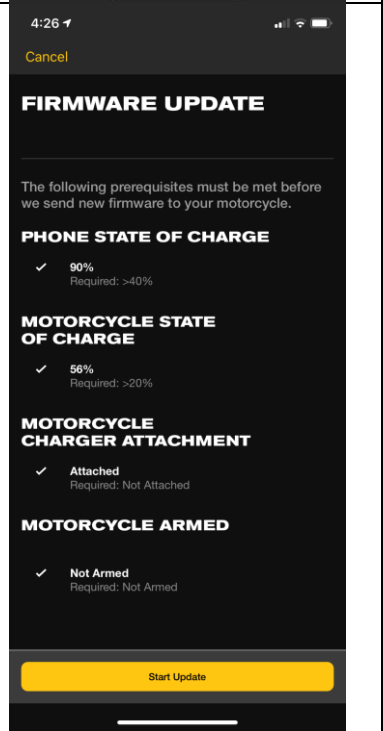 4:26
Cancel
FIRMWARE UPDATE
The following prerequisites must be met before
we send new firmware to your motorcycle.
PHONE STATE OF CHARGE
90%
Required: >40%
MOTORCYCLE STATE
OF CHARGE
56%
Required: >20%
MOTORCYCLE
CHARGER ATTACHMENT
Attached
Required: Not Attached
MOTORCYCLE ARMED
Not Armed
Required: Not Armed
Start Update